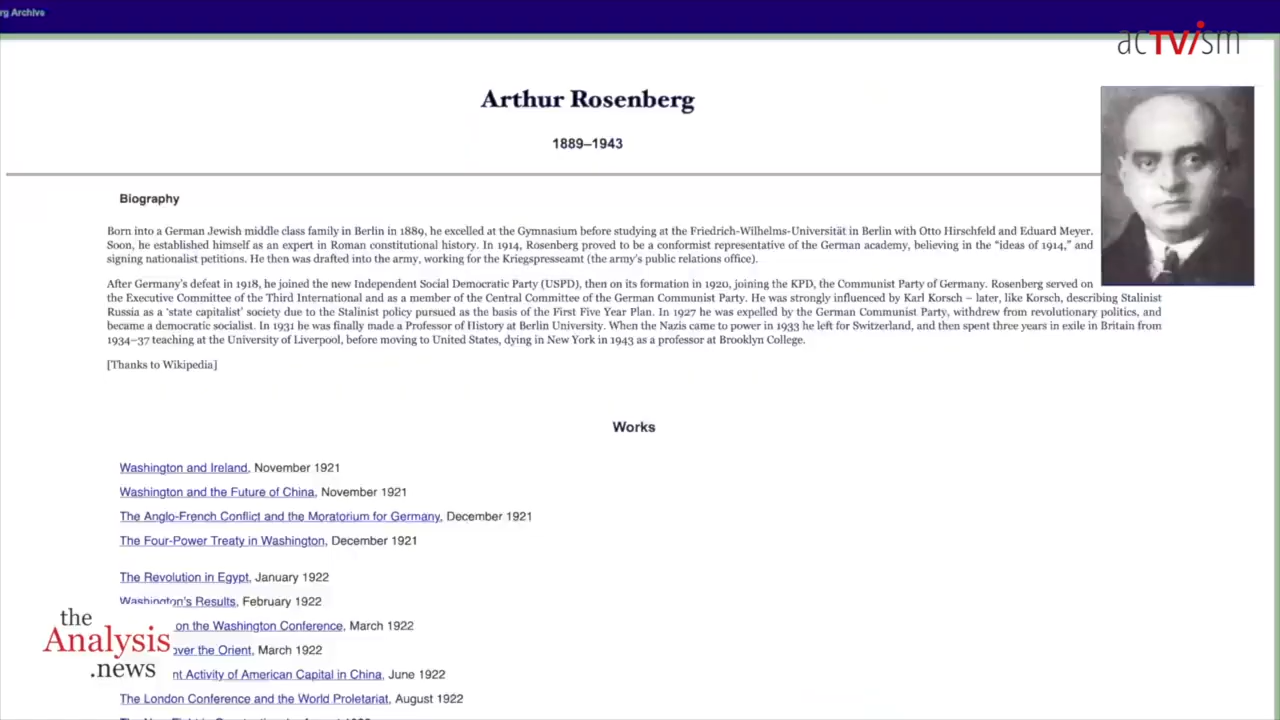 rg Archive
acTVism
Arthur Rosenberg
1889–1943
Biography
Born into a German Jewish middle class family in Berlin in 1889, he excelled at the Gymnasium before studying at the Friedrich-Wilhelms-Universität in Berlin with Otto Hirschfeld and Eduard Meyer.
Soon, he established himself as an expert in Roman constitutional history. In 1914, Rosenberg proved to be a conformist representative of the German academy, believing in the “ideas of 1914,” and
signing nationalist petitions. He then was drafted into the army, working for the Kriegspresseamt (the army's public relations office).
After Germany's defeat in 1918, he joined the new Independent Social Democratic Party (USPD), then on its formation in 1920, joining the KPD, the Communist Party of Germany. Rosenberg served on
the Executive Committee of the Third International and as a member of the Central Committee of the German Communist Party. He was strongly influenced by Karl Korsch – later, like Korsch, describing Stalinist
Russia as a ‘state capitalist’ society due to the Stalinist policy pursued as the basis of the First Five Year Plan. In 1927 he was expelled by the German Communist Party, withdrew from revolutionary politics, and
became a democratic socialist. In 1931 he was finally made a Professor of History at Berlin University. When the Nazis came to power in 1933 he left for Switzerland, and then spent three years in exile in Britain from
1934–37 teaching at the University of Liverpool, before moving to United States, dying in New York in 1943 as a professor at Brooklyn College.
[Thanks to Wikipedia]
Works
Washington and Ireland, November 1921
Washington and the Future of China, November 1921
The Anglo-French Conflict and the Moratorium for Germany, December 1921
The Four-Power Treaty in Washington, December 1921
The Revolution in Egypt, January 1922
Washington's Results, February 1922
on the Washington Conference, March 1922
over the Orient, March 1922
nt Activity of American Capital in China, June 1922
The London Conference and the World Proletariat, August 1922
the
Analysis
.news